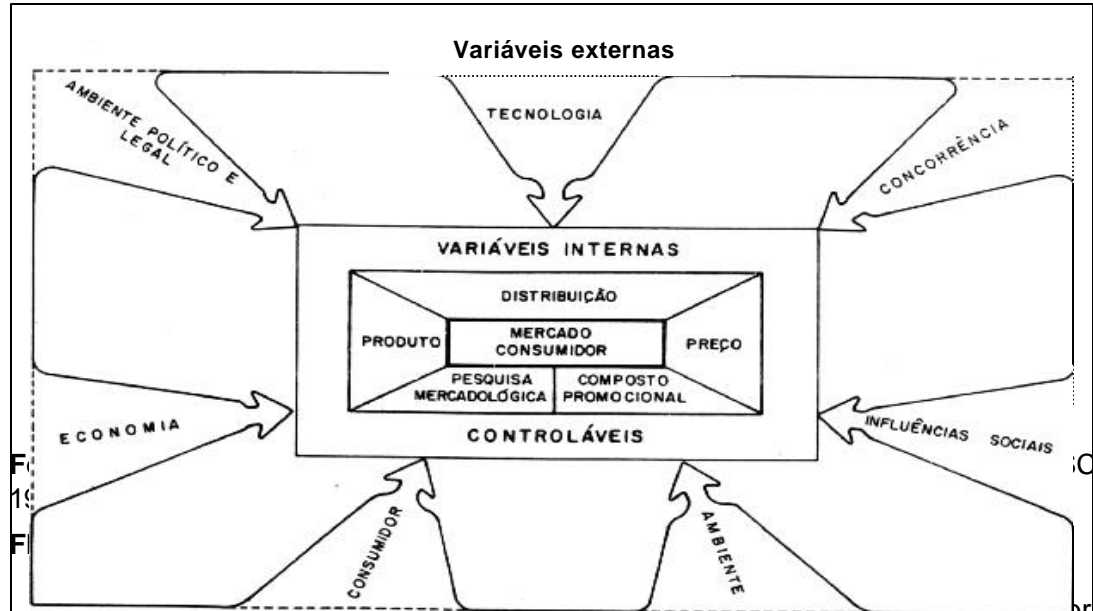 Variáveis externas
AMBIENTE POLÍTICO E
LEGAL
TECNOLOGIA
CONCORRÊNCIA
VARIÁVEIS INTERNAS
DISTRIBUIÇÃO
PRODUTO
MERCADO
CONSUMIDOR
PREÇO
PESQUISA
MERCADOLÓGICA
COMPOSTO
PROMOCIONAL
CONTROLÁVEIS
ECONOMIA
INFLUÊNCIAS SOCIAIS
CONSUMIDOR
AMBIENTE